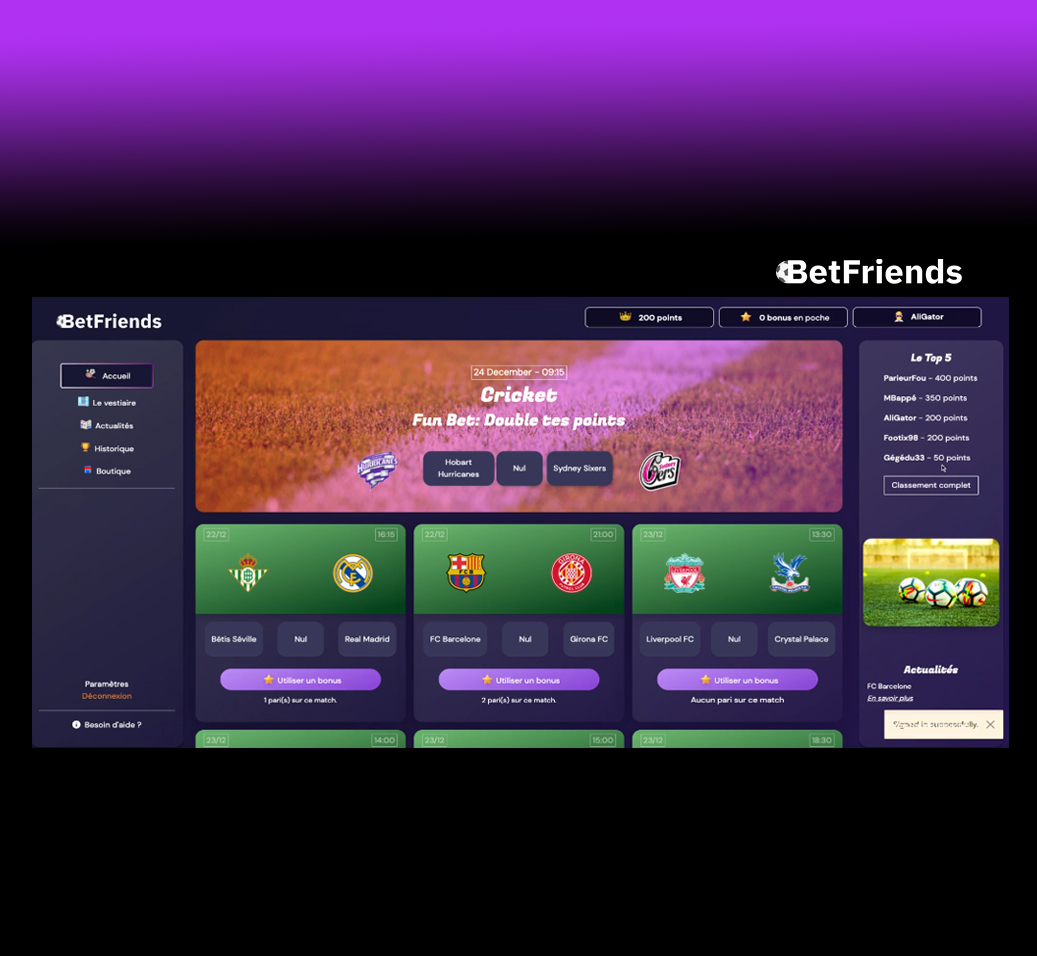 BetFriends
BetFriends
200 points
0 bonus en poche
AliGator
Accueil
Le vestiaire
Actualités
Historique
Boutique
Paramètres
Déconnexion
Besoin d'aide ?
24 December - 09:15
Cricket
Fun Bet: Double tes points
HURRICANES
Hobart
Hurricanes
Nul
Sydney Sixers
Sydney
6ers
22/12
16:15
Bétis Séville
Nul
Real Madrid
Utiliser un bonus
1 pari(s) sur ce match.
22/12
21:00
FCB
GIRONA
FC Barcelone
Nul
Girona FC
Utiliser un bonus
2 pari(s) sur ce match.
23/12
13:30
LIVERPOOL
Liverpool FC
Nul
Crystal Palace
Utiliser un bonus
Aucun pari sur ce match
23/12
14:00
23/12
15:00
23/12
18:30
Le Top 5
ParieurFou - 400 points
MBappé - 350 points
AliGator - 200 points
Footix98 - 200 points
Gégédu33 - 50 points
Classement complet
Actualités
FC Barcelone
En savoir plus
Signed in successfully.